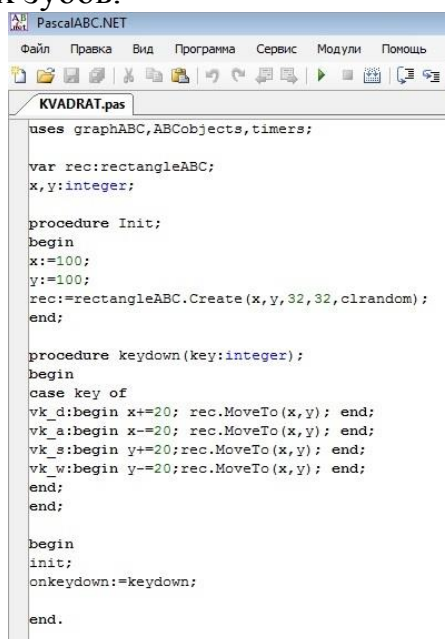 к зубов.
PascalABC.NET
Файл Правка Вид Программа Сервис Модули Помощь
KVADRAT.pas
uses graphABC,ABCobjects,timers;
var rec:rectangleABC;
x,y:integer;
procedure Init;
begin
x:=100;
y:=100;
rec:=rectangleABC.Create(x,y,32,32,clrandom);
end;
procedure keydown(key:integer);
begin
case key of
vk_d:begin x+=20; rec.MoveTo(x,y); end;
vk_a:begin x-=20; rec.MoveTo(x,y); end;
vk_s:begin y+=20;rec.MoveTo(x,y); end;
vk_w:begin y-=20;rec.MoveTo(x,y); end;
end;
end;
begin
init;
onkeydown:=keydown;
end.